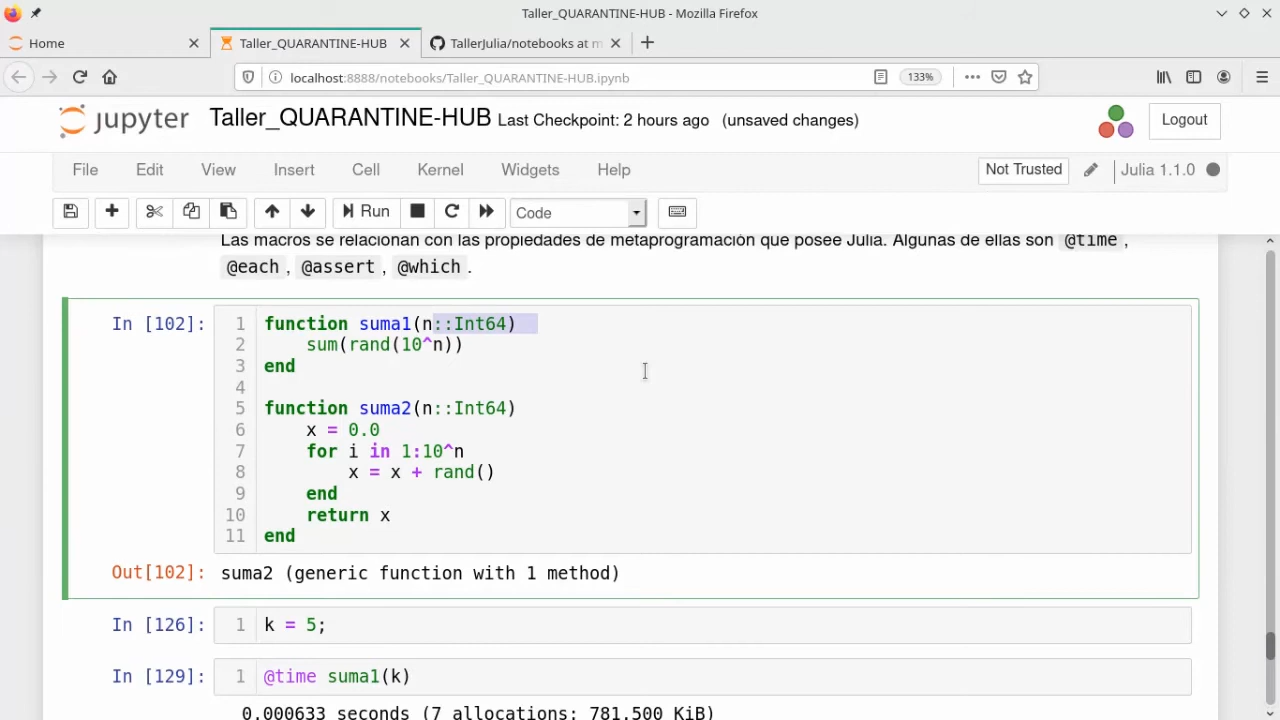 Taller_QUARANTINE-HUB - Mozilla Firefox
Home
Taller_QUARANTINE-HUB
TallerJulia/notebooks at m
localhost:8888/notebooks/Taller_QUARANTINE-HUB.ipynb
133%
jupyter
Taller_QUARANTINE-HUB Last Checkpoint: 2 hours ago (unsaved changes)
Logout
File Edit View Insert Cell Kernel Widgets Help
Not Trusted
Julia 1.1.0
Run
Code
Las macros se relacionan con las propiedades de metaprogramación que posee Julia. Algunas de ellas son @time ,
@each , @assert , @which .
In [102]:
1 function suma1(n::Int64)
2 sum(rand(10^n))
3 end
4
5 function suma2(n::Int64)
6 x = 0.0
7 for i in 1:10^n
8 x = x + rand()
9 end
10 return x
11 end
Out[102]: suma2 (generic function with 1 method)
In [126]: 1 k = 5;
In [129]: 1 @time suma1(k)
0.000633 seconds (7 allocations: 781.500 KiB)